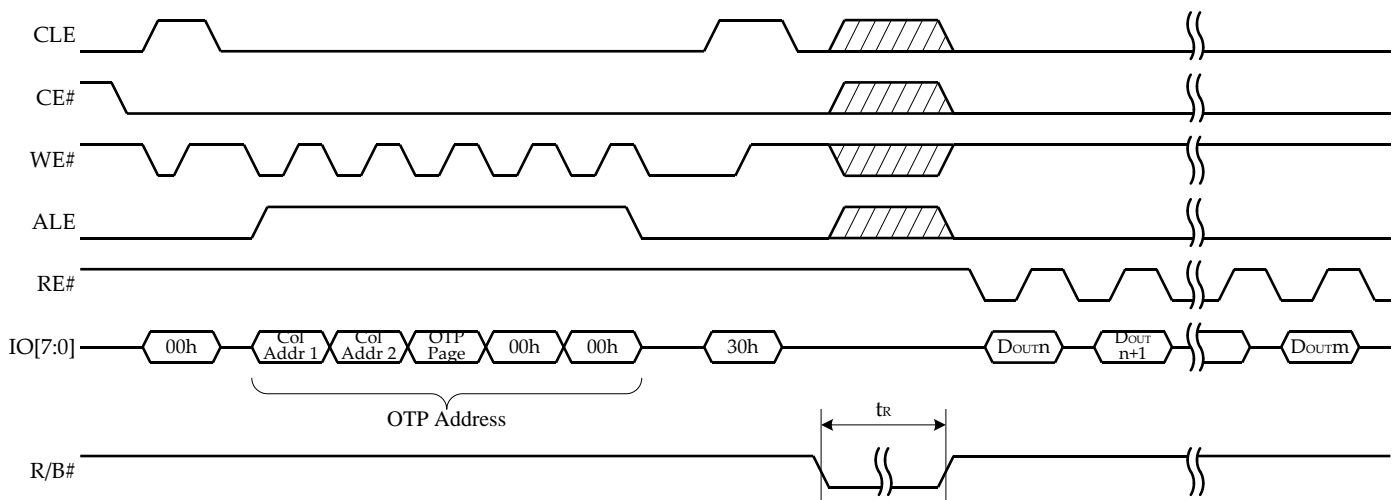 CLE
CE#
WE#
ALE
RE#
IO[7:0]
00h
Col
Addr 1
Col
Addr 2
OTP
Page
00h
00h
30h
DOUTn
DOUT
n+1
DOUTm
OTP Address
tR
R/B#